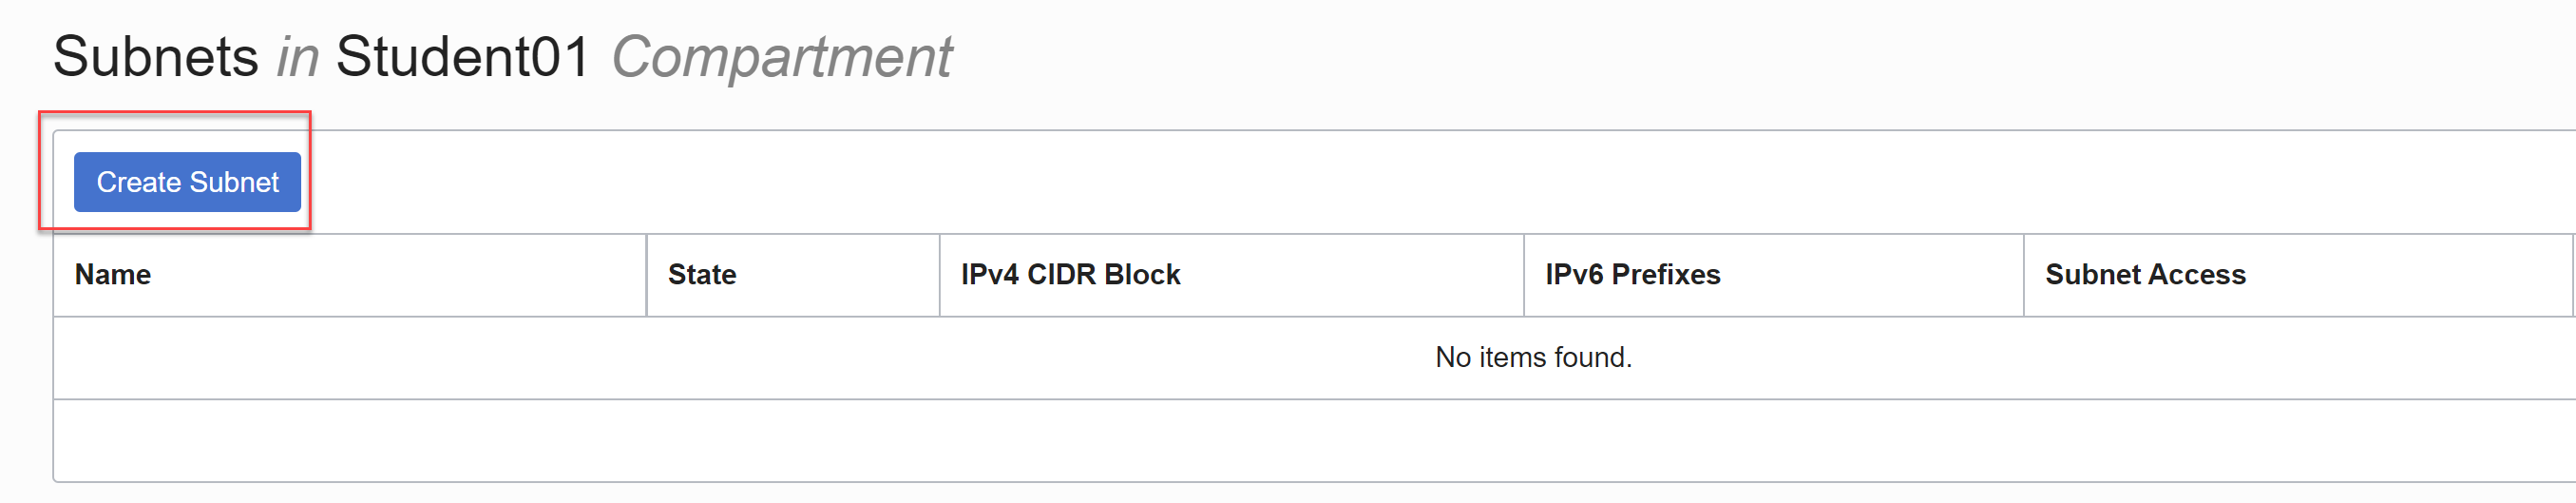 Subnets in Student01 Compartment
Create Subnet
Name State IPv4 CIDR Block IPv6 Prefixes Subnet Access
No items found.